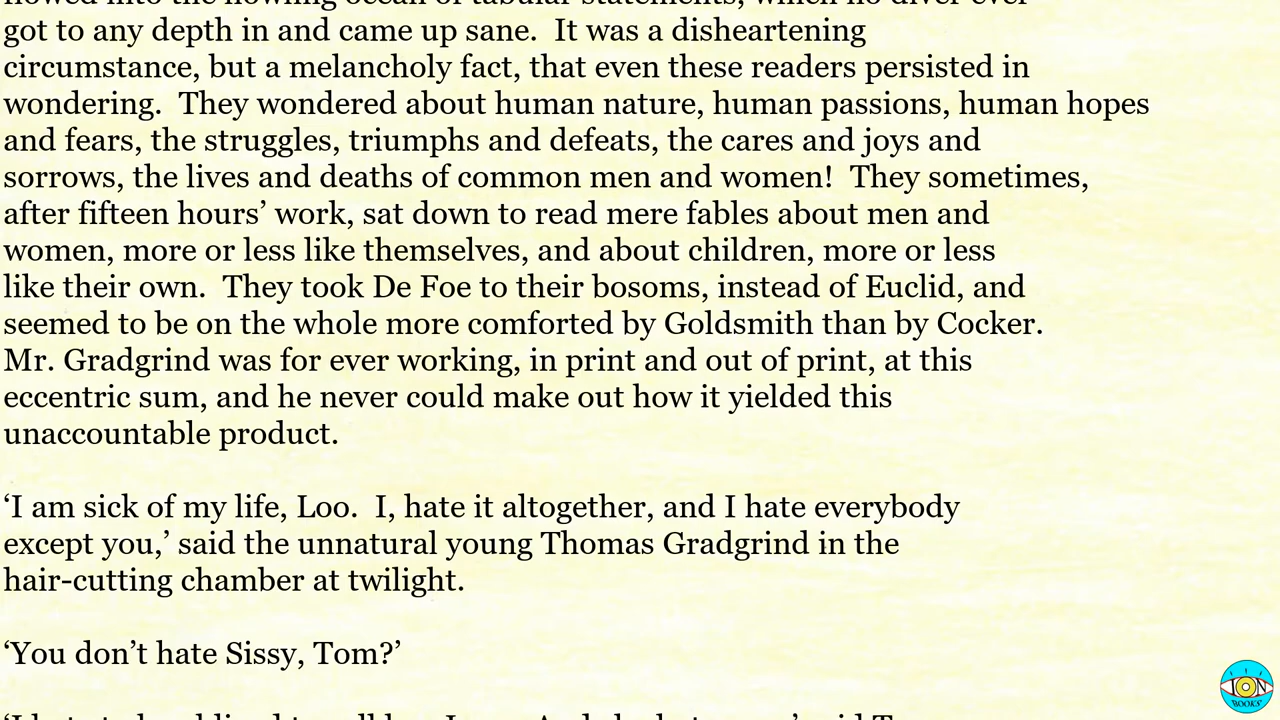 got to any depth in and came up sane.  It was a disheartening
circumstance, but a melancholy fact, that even these readers persisted in
wondering.  They wondered about human nature, human passions, human hopes
and fears, the struggles, triumphs and defeats, the cares and joys and
sorrows, the lives and deaths of common men and women!  They sometimes,
after fifteen hours’ work, sat down to read mere fables about men and
women, more or less like themselves, and about children, more or less
like their own.  They took De Foe to their bosoms, instead of Euclid, and
seemed to be on the whole more comforted by Goldsmith than by Cocker.
Mr. Gradgrind was for ever working, in print and out of print, at this
eccentric sum, and he never could make out how it yielded this
unaccountable product.
‘I am sick of my life, Loo.  I, hate it altogether, and I hate everybody
except you,’ said the unnatural young Thomas Gradgrind in the
hair-cutting chamber at twilight.
‘You don’t hate Sissy, Tom?’
ION
BOOKS